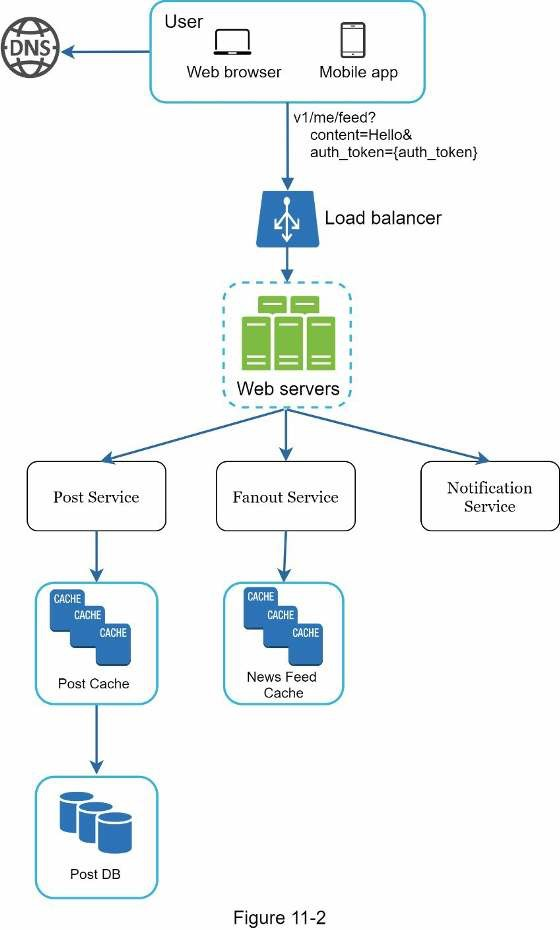 DNS
User
Web browser
Mobile app
v1/me/feed?
content=Hello&
auth_token={auth_token}
Load balancer
Web servers
Post Service
Fanout Service
Notification
Service
CACHE
CACHE
CACHE
Post Cache
CACHE
CACHE
CACHE
News Feed
Cache
Post DB
Figure 11-2